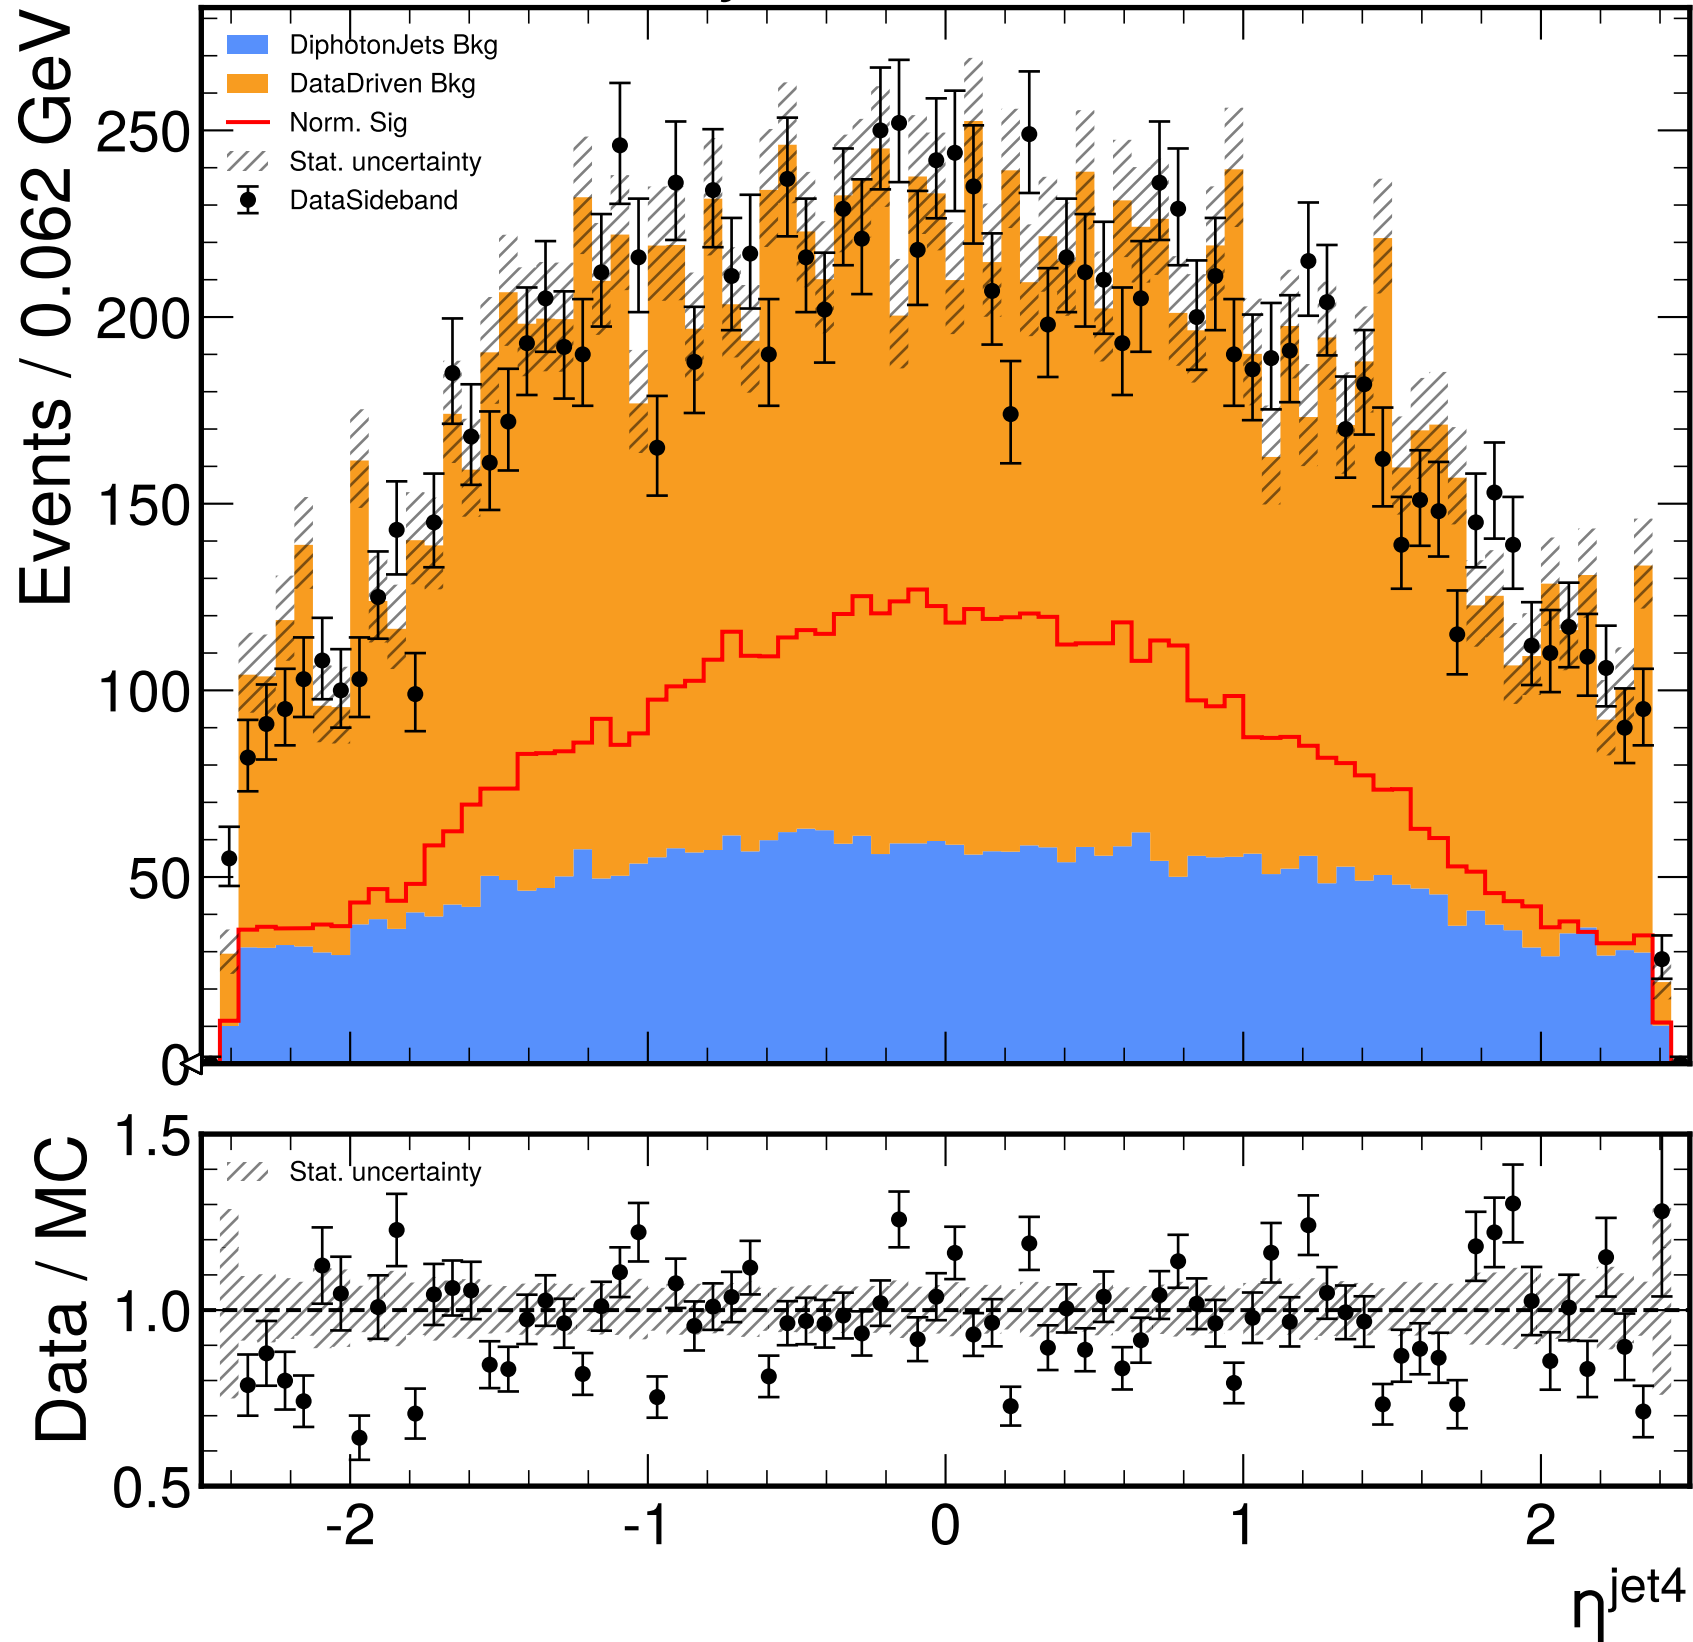 Events / 0.062 GeV
DiphotonJets Bkg
DataDriven Bkg
Norm. Sig
Stat. uncertainty
DataSideband
250
200
150
100
50
0
Data / MC
1.5
1.0
0.5
Stat. uncertainty
-2 -1 0 1 2
η^jet4